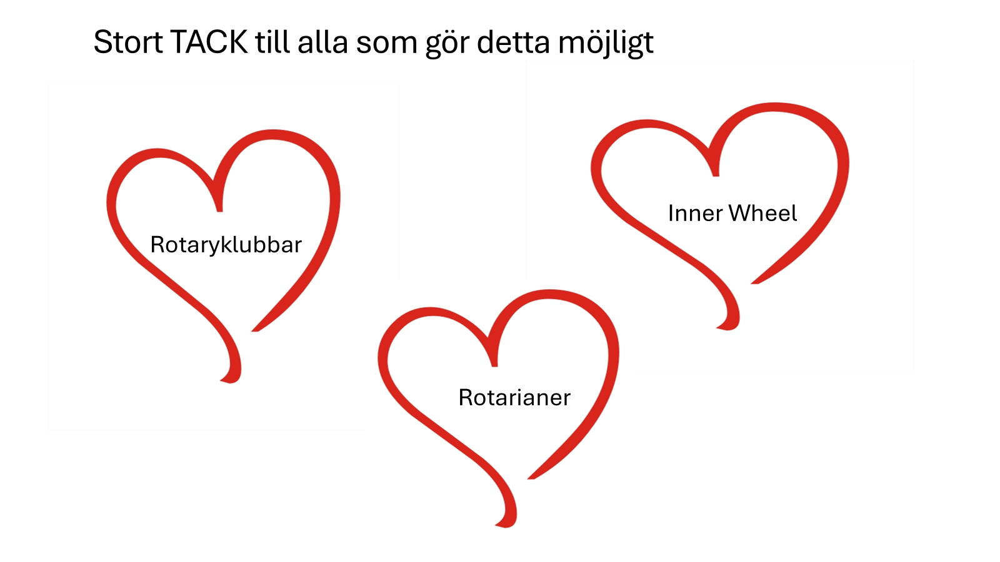 Stort TACK till alla som gör detta möjligt
Rotaryklubbar
Inner Wheel
Rotarianer